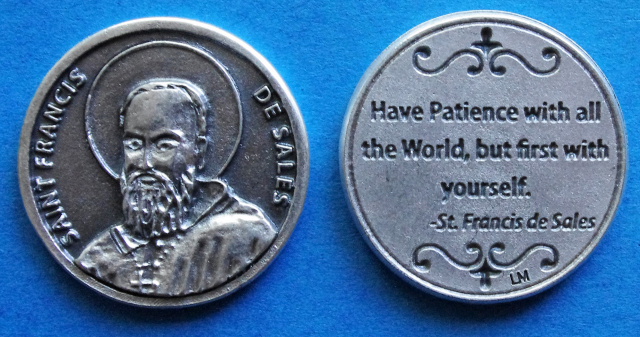 SAINT FRANCIS
DE SALES
Have Patience with all
the World, but first with
yourself.
-St. Francis de Sales
LM